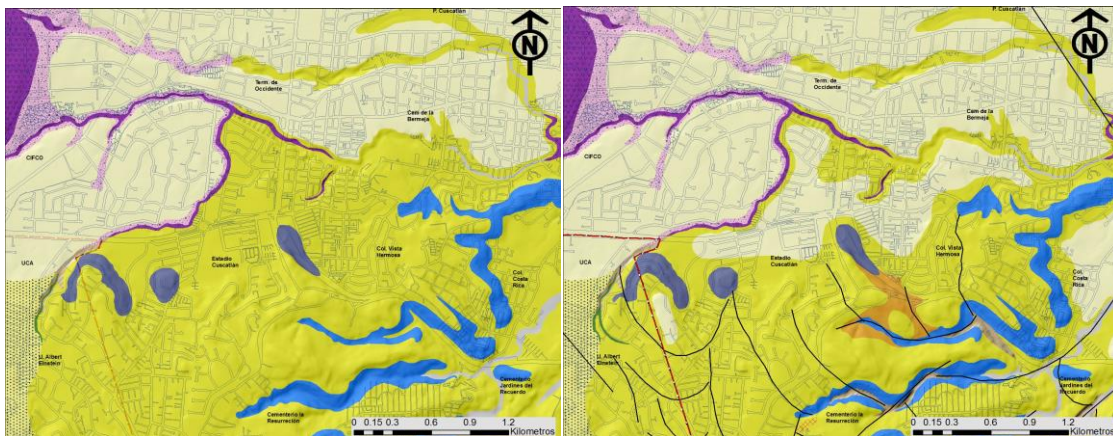 P. Cuscatlán
N
Term. de
Occidente
Cam de la
Bermeja
CIFCO
UCA
Estadio
Cuscatlán
Col. Vista
Hermosa
Col.
Costa
Rica
U. Albert
Einstein
Cementerio la
Resurrección
Cementerio
Jardines del
Recuerdo
0 0.15 0.3 0.6 0.9 1.2
Kilometros
P. Cuscatlán
N
Term. de
Occidente
Cam de la
Bermeja
CIFCO
UCA
Estadio
Cuscatlán
Col. Vista
Hermosa
Col.
Costa
Rica
U. Albert
Einstein
Cementerio la
Resurrección
Cementerio
Jardines del
Recuerdo
0 0.15 0.3 0.6 0.9 1.2
Kilometros